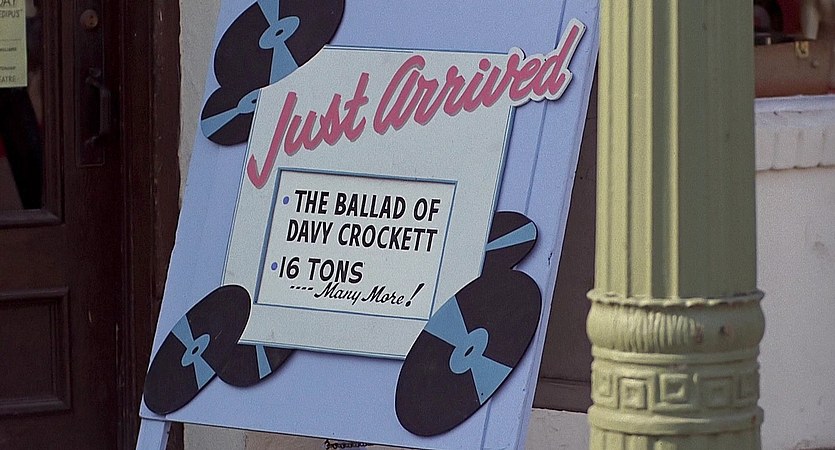 Just Arrived
• THE BALLAD OF
DAVY CROCKETT
• 16 TONS
---- Many More!